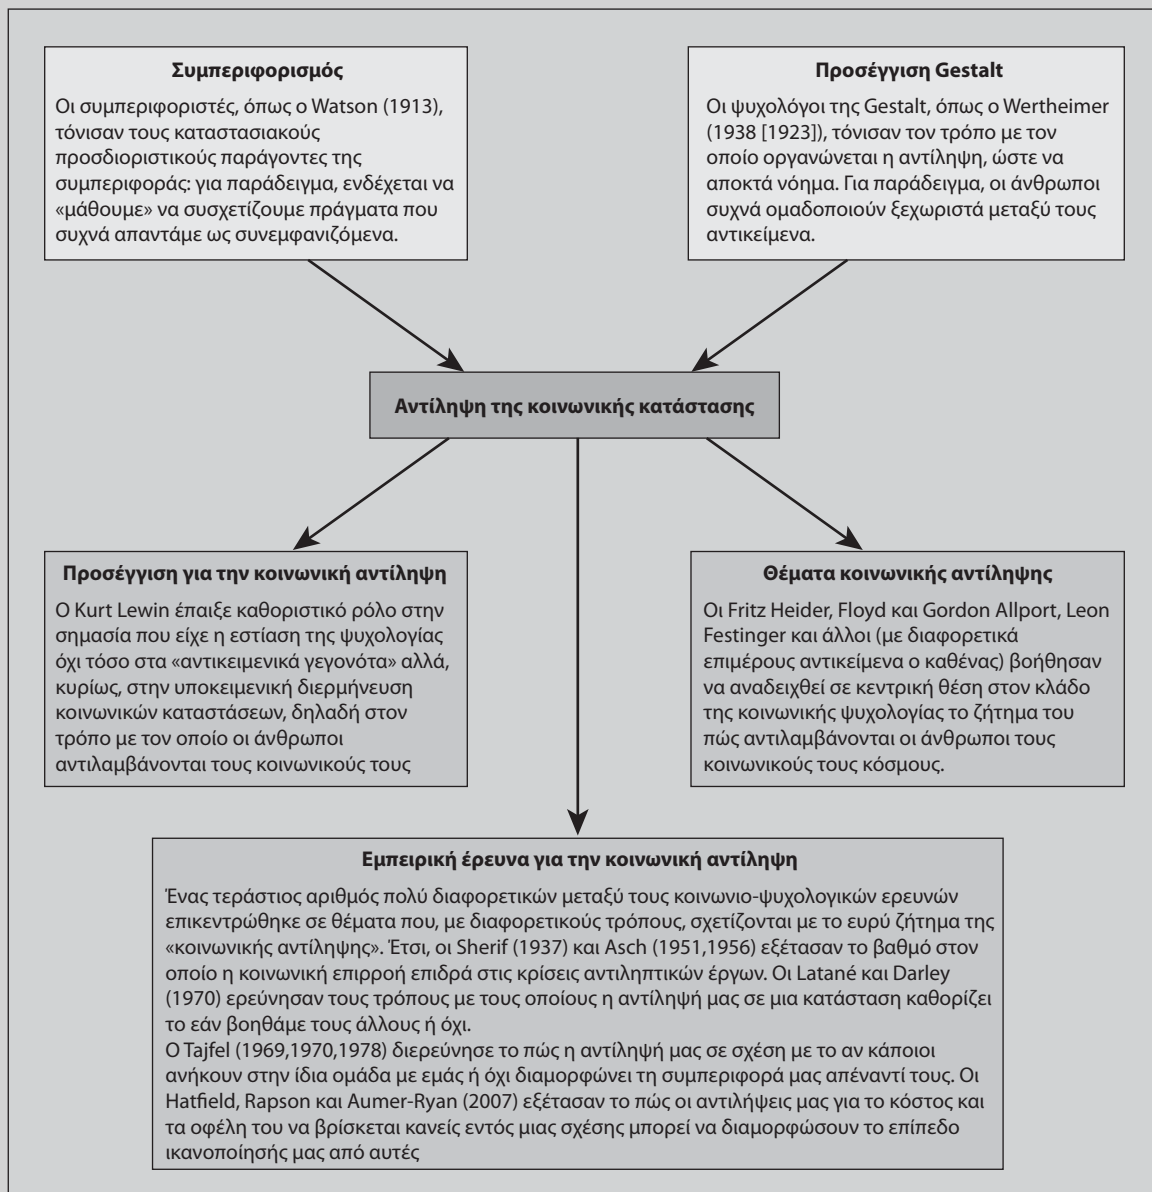 Συμπεριφορισμός
Οι συμπεριφοριστές, όπως ο Watson (1913),
τόνισαν τους καταστασιακούς
προσδιοριστικούς παράγοντες της
συμπεριφοράς: για παράδειγμα, ενδέχεται να
«μάθουμε» να συσχετίζουμε πράγματα που
συχνά απαντάμε ως συνεμφανιζόμενα.
Προσέγγιση Gestalt
Οι ψυχολόγοι της Gestalt, όπως ο Wertheimer
(1938 [1923]), τόνισαν τον τρόπο με τον
οποίο οργανώνεται η αντίληψη, ώστε να
αποκτά νόημα. Για παράδειγμα, οι άνθρωποι
συχνά ομαδοποιούν ξεχωριστά μεταξύ τους
αντικείμενα.
Αντίληψη της κοινωνικής κατάστασης
Προσέγγιση για την κοινωνική αντίληψη
Ο Kurt Lewin έπαιξε καθοριστικό ρόλο στην
σημασία που είχε η εστίαση της ψυχολογίας
όχι τόσο στα «αντικειμενικά γεγονότα» αλλά,
κυρίως, στην υποκειμενική διερμήνευση
κοινωνικών καταστάσεων, δηλαδή στον
τρόπο με τον οποίο οι άνθρωποι
αντιλαμβάνονται τους κοινωνικούς τους
Θέματα κοινωνικής αντίληψης
Οι Fritz Heider, Floyd και Gordon Allport, Leon
Festinger και άλλοι (με διαφορετικά
επιμέρους αντικείμενα ο καθένας) βοήθησαν
να αναδειχθεί σε κεντρική θέση στον κλάδο
της κοινωνικής ψυχολογίας το ζήτημα του
πώς αντιλαμβάνονται οι άνθρωποι τους
κοινωνικούς τους κόσμους.
Εμπειρική έρευνα για την κοινωνική αντίληψη
Ένας τεράστιος αριθμός πολύ διαφορετικών μεταξύ τους κοινωνιο-ψυχολογικών ερευνών
επικεντρώθηκε σε θέματα που, με διαφορετικούς τρόπους, σχετίζονται με το ευρύ ζήτημα της
«κοινωνικής αντίληψης». Έτσι, οι Sherif (1937) και Asch (1951,1956) εξέτασαν το βαθμό στον
οποίο η κοινωνική επιρροή επιδρά στις κρίσεις αντιληπτικών έργων. Οι Latané και Darley
(1970) ερεύνησαν τους τρόπους με τους οποίους η αντίληψή μας σε μια κατάσταση καθορίζει
το εάν βοηθάμε τους άλλους ή όχι.
Ο Tajfel (1969,1970,1978) διερεύνησε το πώς η αντίληψή μας σε σχέση με το αν κάποιοι
ανήκουν στην ίδια ομάδα με εμάς ή όχι διαμορφώνει τη συμπεριφορά μας απέναντί τους. Οι
Hatfield, Rapson και Aumer-Ryan (2007) εξέτασαν το πώς οι αντιλήψεις μας για το κόστος και
τα οφέλη του να βρίσκεται κανείς εντός μιας σχέσης μπορεί να διαμορφώσουν το επίπεδο
ικανοποίησής μας από αυτές